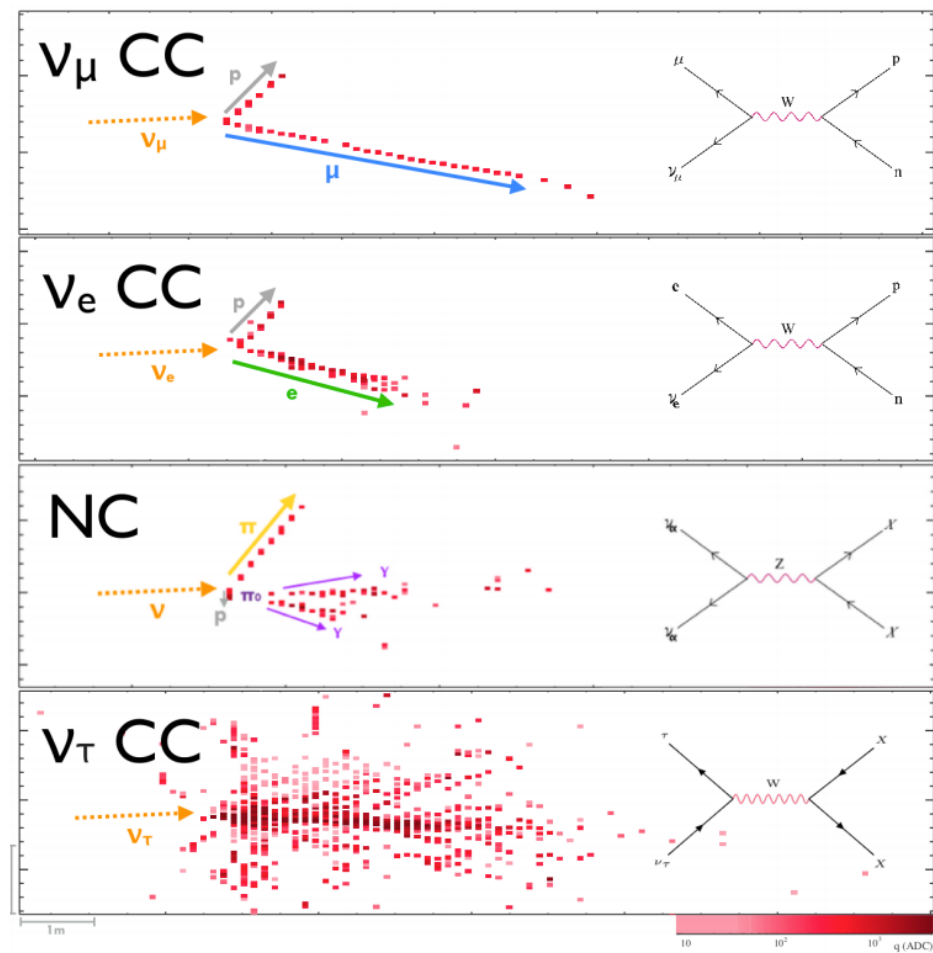 νμ CC
p
νμ
μ
μ
p
W
νμ
n
νe CC
p
νe
e
e
p
W
νe
n
NC
π
ν
p
π0
γ
γ
να
X
Z
να
X
ντ CC
ντ
τ
X
W
ντ
X
1m
10
10²
10³
q (ADC)